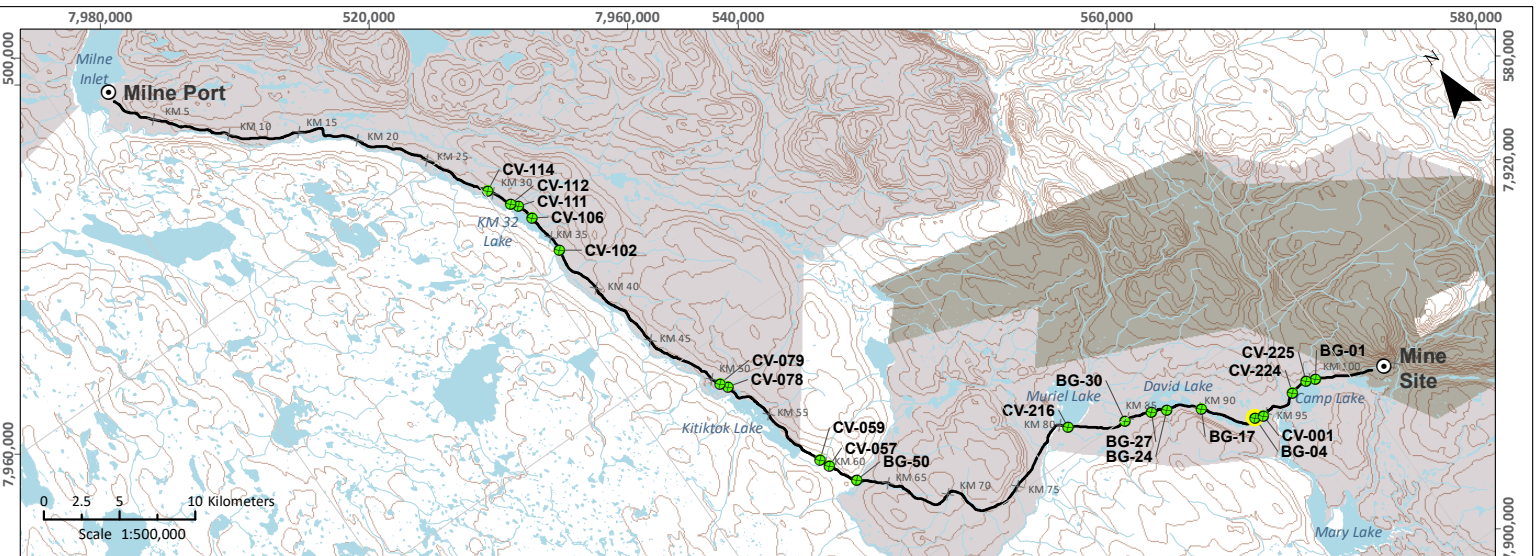 7,980,000
520,000
7,960,000
540,000
560,000
580,000
500,000
580,000
7,920,000
7,960,000
7,900,000
N
Milne
Inlet
Milne Port
KM 5
KM 10
KM 15
KM 20
KM 25
CV-114
KM 30
CV-112
CV-111
CV-106
KM 32
Lake
KM 35
CV-102
KM 40
KM 45
CV-079
KM 50
CV-078
KM 55
Kitiktok Lake
CV-059
CV-057
KM 60
BG-50
KM 65
KM 70
KM 75
CV-216
KM 80
Muriel Lake
BG-30
KM 85
David Lake
BG-27
BG-24
KM 90
BG-17
CV-001
BG-04
KM 95
CV-225
CV-224
BG-01
KM 100
Camp Lake
Mine
Site
Mary Lake
0 2.5 5 10 Kilometers
Scale 1:500,000